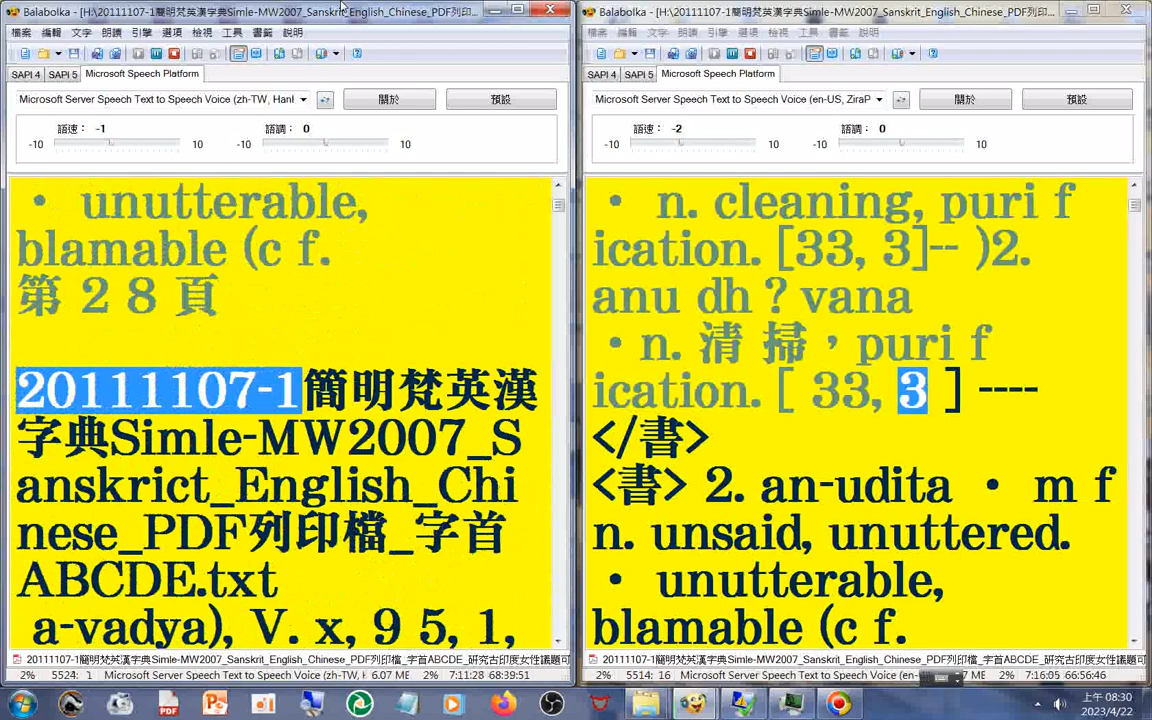 Balabolka - [H:\20111107-1簡明梵英漢字典Simle-MW2007_Sanskrit_English_Chinese_PDF列印...
檔案 編輯 文字 朗讀 引擎 選項 檢視 工具 書籤 說明
SAPI 4 SAPI 5 Microsoft Speech Platform
Microsoft Server Speech Text to Speech Voice (zh-TW, Hanl
關於 預設
語速： -1 語調： 0
-10 10 -10 10
• unutterable,
blamable (c f.
第 2 8 頁
20111107-1簡明梵英漢
字典Simle-MW2007_S
anskrict_English_Chi
nese_PDF列印檔_字首
ABCDE.txt
a-vadya), V. x, 9 5, 1,
20111107-1簡明梵英漢字典Simle-MW2007_Sanskrit_English_Chinese_PDF列印檔_字首ABCDE_研究古印度女性議題可
2% 5524: 1 Microsoft Server Speech Text to Speech Voice (zh-TW, H 6.07 ME 2% 7:11:28 68:39:51
Balabolka - [H:\20111107-1簡明梵英漢字典Simle-MW2007_Sanskrit_English_Chinese_PDF列印...
檔案 編輯 文字 朗讀 引擎 選項 檢視 工具 書籤 說明
SAPI 4 SAPI 5 Microsoft Speech Platform
Microsoft Server Speech Text to Speech Voice (en-US, ZiraP
關於 預設
語速： -2 語調： 0
-10 10 -10 10
• n. cleaning, puri f
ication. [33, 3]-- )2.
anu dh ? vana
• n. 清 掃，puri f
ication. [ 33, 3 ] ----
</書>
<書> 2. an-udita • m f
n. unsaid, unuttered.
• unutterable,
blamable (c f.
20111107-1簡明梵英漢字典Simle-MW2007_Sanskrit_English_Chinese_PDF列印檔_字首ABCDE_研究古印度女性議題可
2% 5514: 16 Microsoft Server Speech Text to Speech Voice (en-U ME 2% 7:16:05 66:56:46
PDF
上午 08:30
2023/4/22